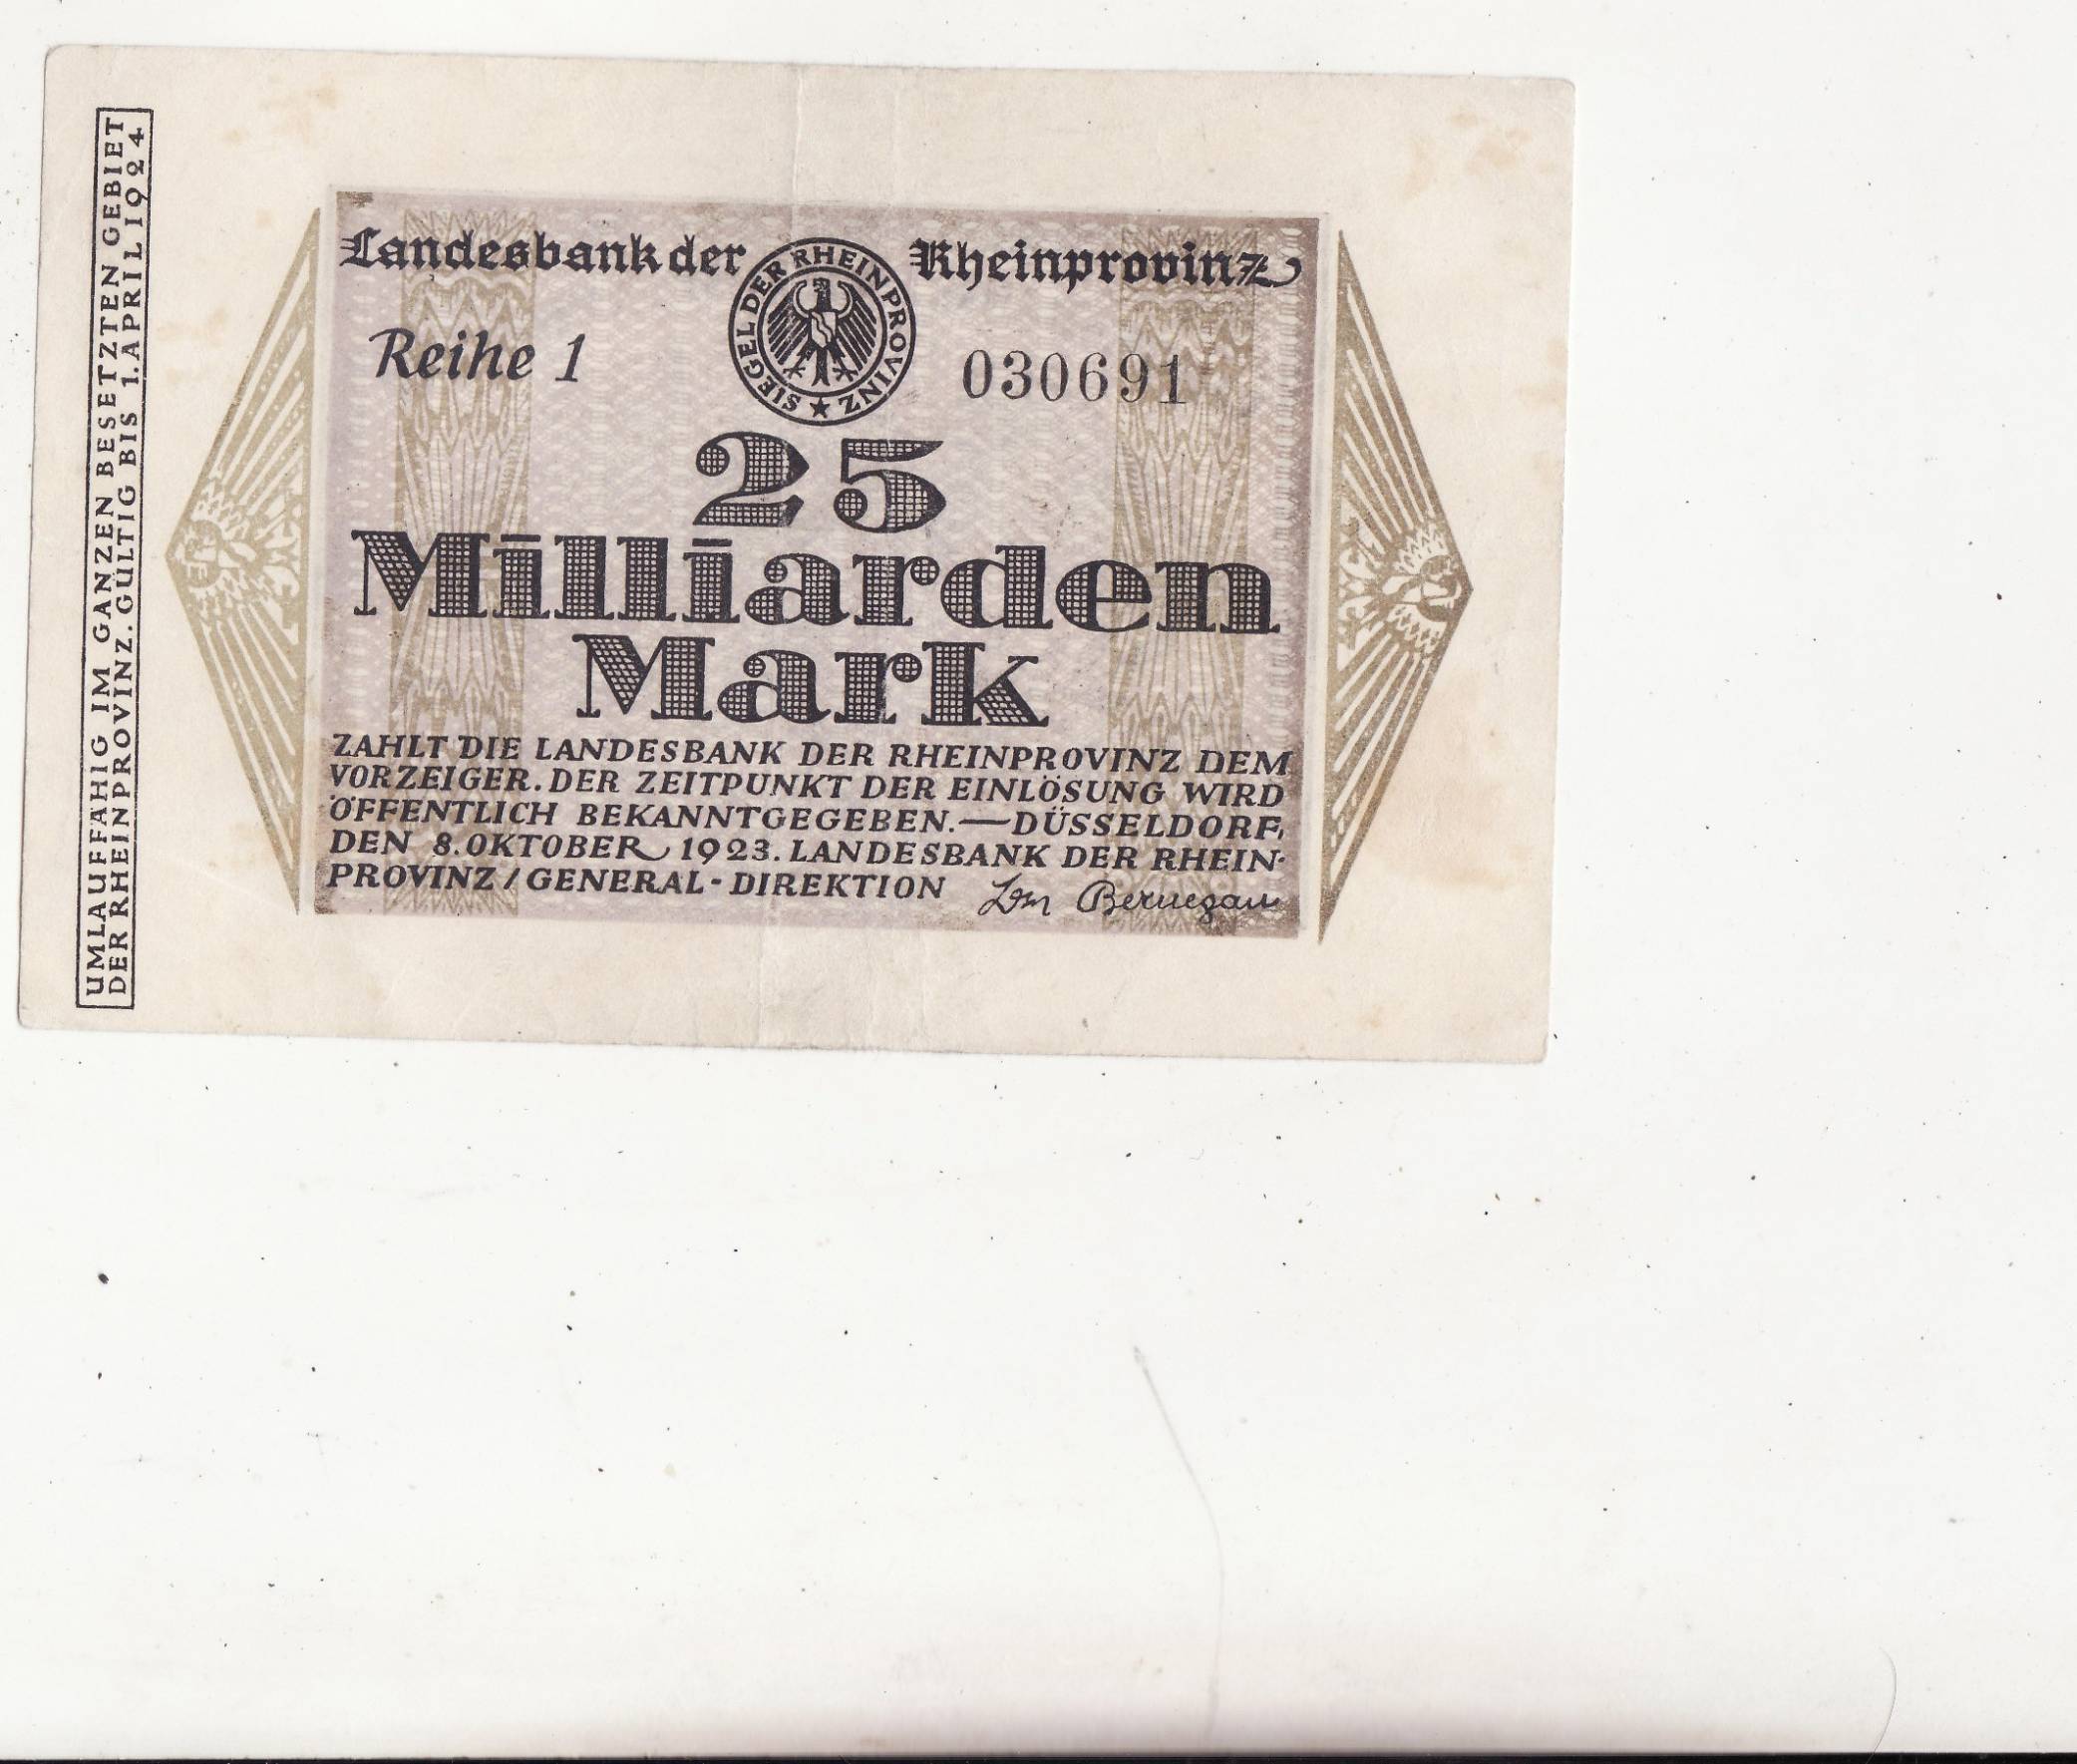 UMLAUFFÄHIG IM GANZEN BESETZTEN GEBIET
DER RHEINPROVINZ. GÜLTIG BIS 1. APRIL 1924
Landesbank der Rheinprovinz
SIEGEL DER RHEINPROVINZ
Reihe 1
030691
25
Milliarden
Mark
ZAHLT DIE LANDESBANK DER RHEINPROVINZ DEM
VORZEIGER. DER ZEITPUNKT DER EINLÖSUNG WIRD
ÖFFENTLICH BEKANNTGEGEBEN.—DÜSSELDORF,
DEN 8. OKTOBER 1923. LANDESBANK DER RHEIN-
PROVINZ / GENERAL-DIREKTION
Bernegau